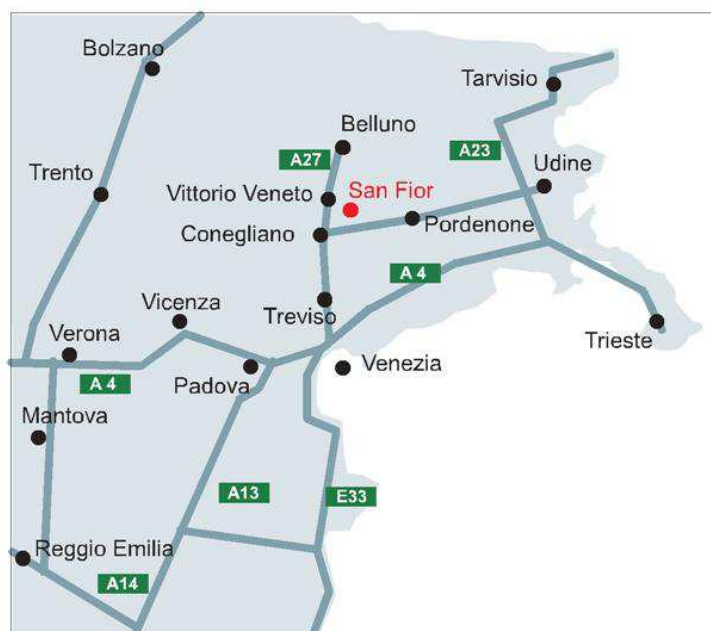 Bolzano
Tarvisio
Belluno
A27
A23
Udine
Trento
Vittorio Veneto
San Fior
Conegliano
Pordenone
A 4
Vicenza
Treviso
Trieste
Verona
Venezia
A 4
Padova
Mantova
A13
E33
Reggio Emilia
A14